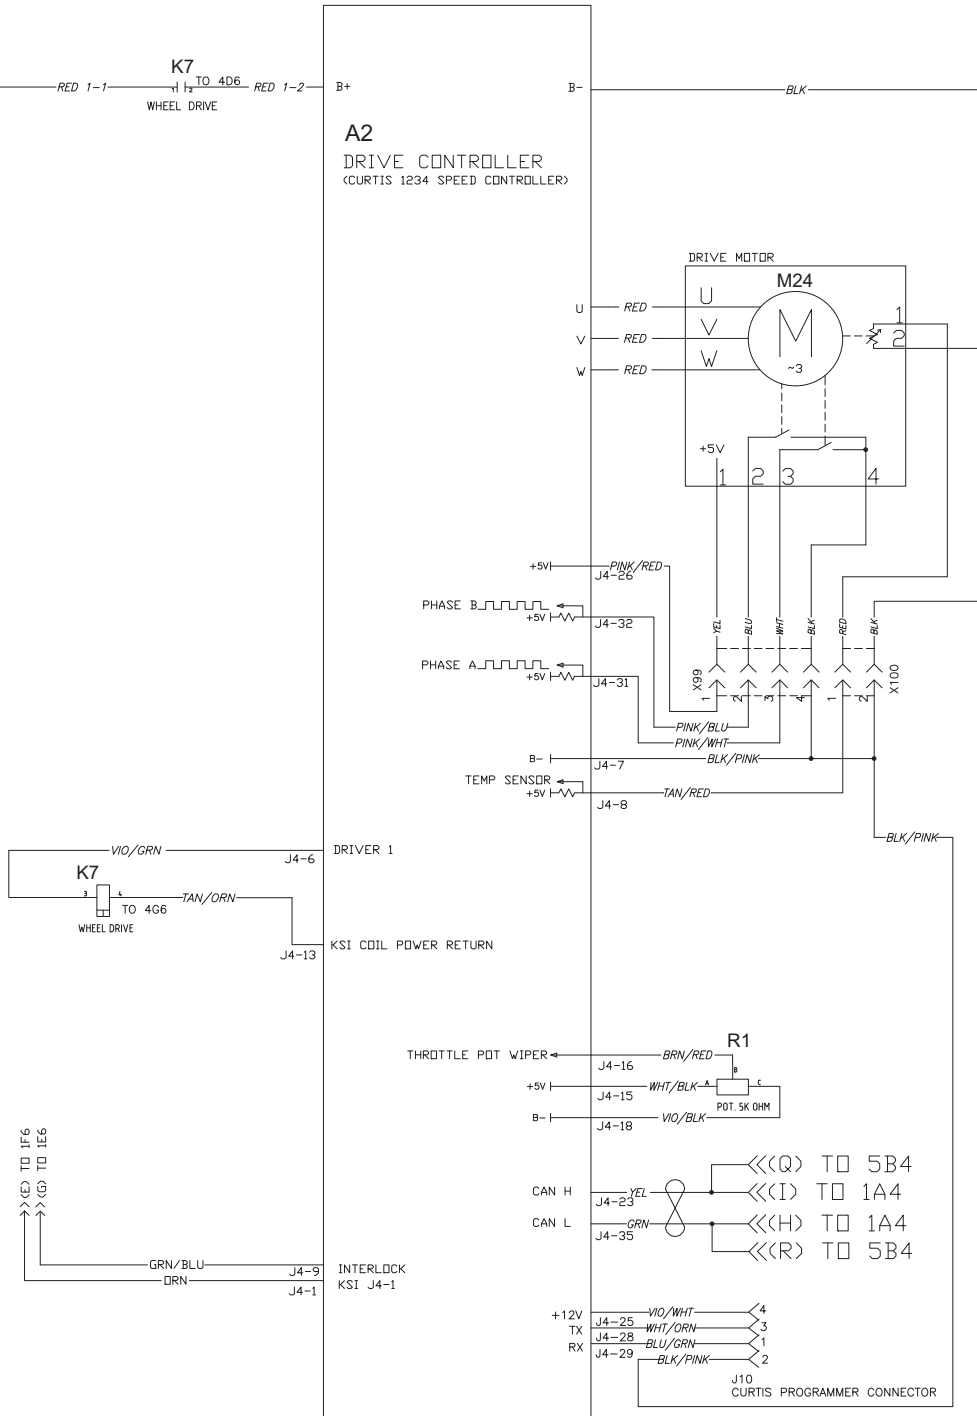 K7
RED 1-1
1 2
TO 4D6
RED 1-2
WHEEL DRIVE
B+
B-
BLK
A2
DRIVE CONTROLLER
(CURTIS 1234 SPEED CONTROLLER)
DRIVE MOTOR
M24
U
RED
U
V
RED
V
W
RED
W
M
~3
1
2
+5V
1
2
3
4
+5V
PINK/RED
J4-26
PHASE B
+5V
J4-32
PHASE A
+5V
J4-31
YEL
BLU
WHT
BLK
RED
BLK
X99
X100
1
2
3
4
1
2
PINK/BLU
PINK/WHT
B-
BLK/PINK
J4-7
TEMP SENSOR
+5V
TAN/RED
J4-8
BLK/PINK
VIO/GRN
J4-6
DRIVER 1
K7
3
4
TO 4G6
TAN/ORN
WHEEL DRIVE
J4-13
KSI COIL POWER RETURN
R1
THROTTLE POT WIPER
BRN/RED
J4-16
B
+5V
WHT/BLK
A
C
J4-15
POT. 5K OHM
B-
VIO/BLK
J4-18
(E) TO 1F6
(G) TO 1E6
(Q) TO 5B4
CAN H
YEL
(I) TO 1A4
J4-23
CAN L
GRN
(H) TO 1A4
J4-35
(R) TO 5B4
GRN/BLU
J4-9
INTERLOCK
ORN
J4-1
KSI J4-1
+12V
VIO/WHT
4
J4-25
TX
WHT/ORN
3
J4-28
RX
BLU/GRN
1
J4-29
BLK/PINK
2
J10
CURTIS PROGRAMMER CONNECTOR